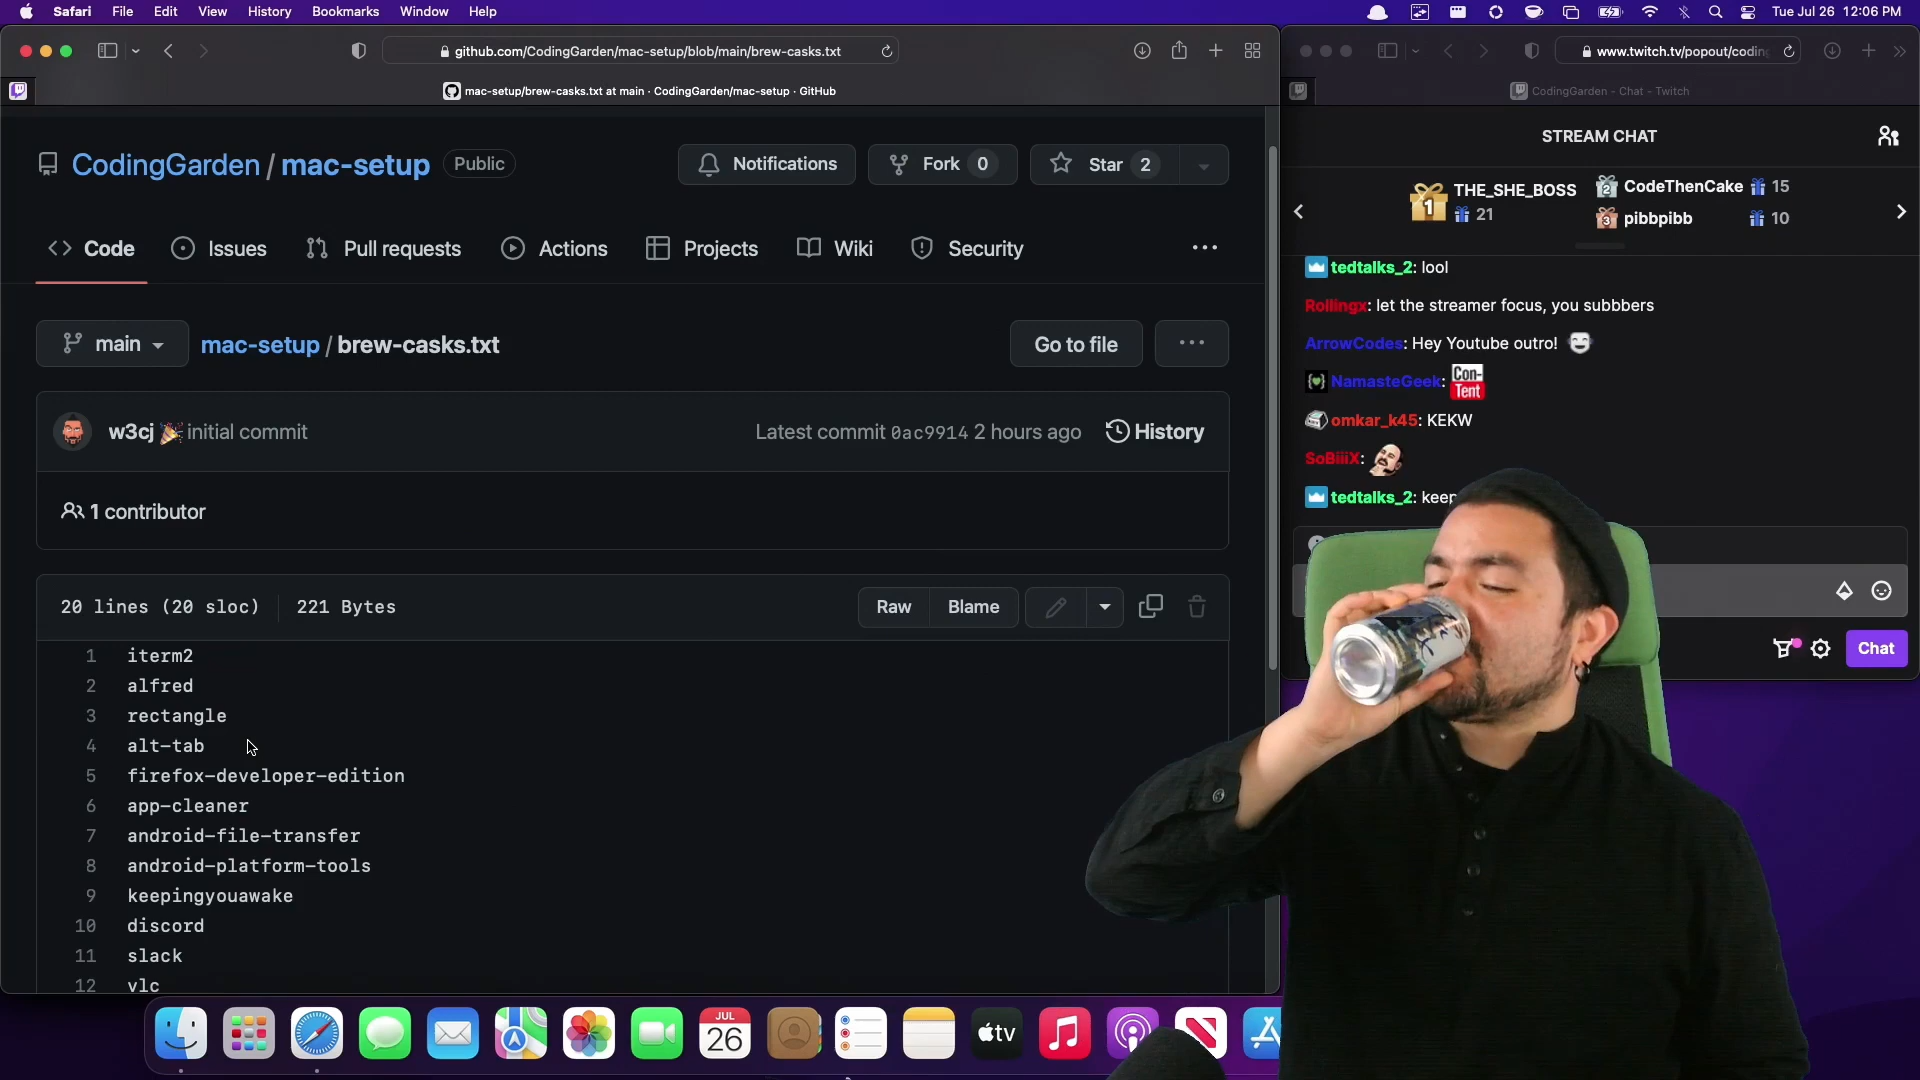 Safari File Edit View History Bookmarks Window Help Tue Jul 26 12:06 PM
github.com/CodingGarden/mac-setup/blob/main/brew-casks.txt
mac-setup/brew-casks.txt at main · CodingGarden/mac-setup · GitHub
CodingGarden / mac-setup Public
Notifications Fork 0 Star 2
Code Issues Pull requests Actions Projects Wiki Security
main mac-setup / brew-casks.txt Go to file
w3cj initial commit Latest commit 0ac9914 2 hours ago History
1 contributor
20 lines (20 sloc) 221 Bytes Raw Blame
1 iterm2
2 alfred
3 rectangle
4 alt-tab
5 firefox-developer-edition
6 app-cleaner
7 android-file-transfer
8 android-platform-tools
9 keepingyouawake
10 discord
11 slack
12 vlc
JUL
26
tv
www.twitch.tv/popout/coding
CodingGarden - Chat - Twitch
STREAM CHAT
1 THE_SHE_BOSS 21
2 CodeThenCake 15
3 pibbpibb 10
tedtalks_2: lool
Rollingx: let the streamer focus, you subbbers
ArrowCodes: Hey Youtube outro!
NamasteGeek: Con-
Tent
omkar_k45: KEKW
SoBiiiX:
tedtalks_2: keep
Chat